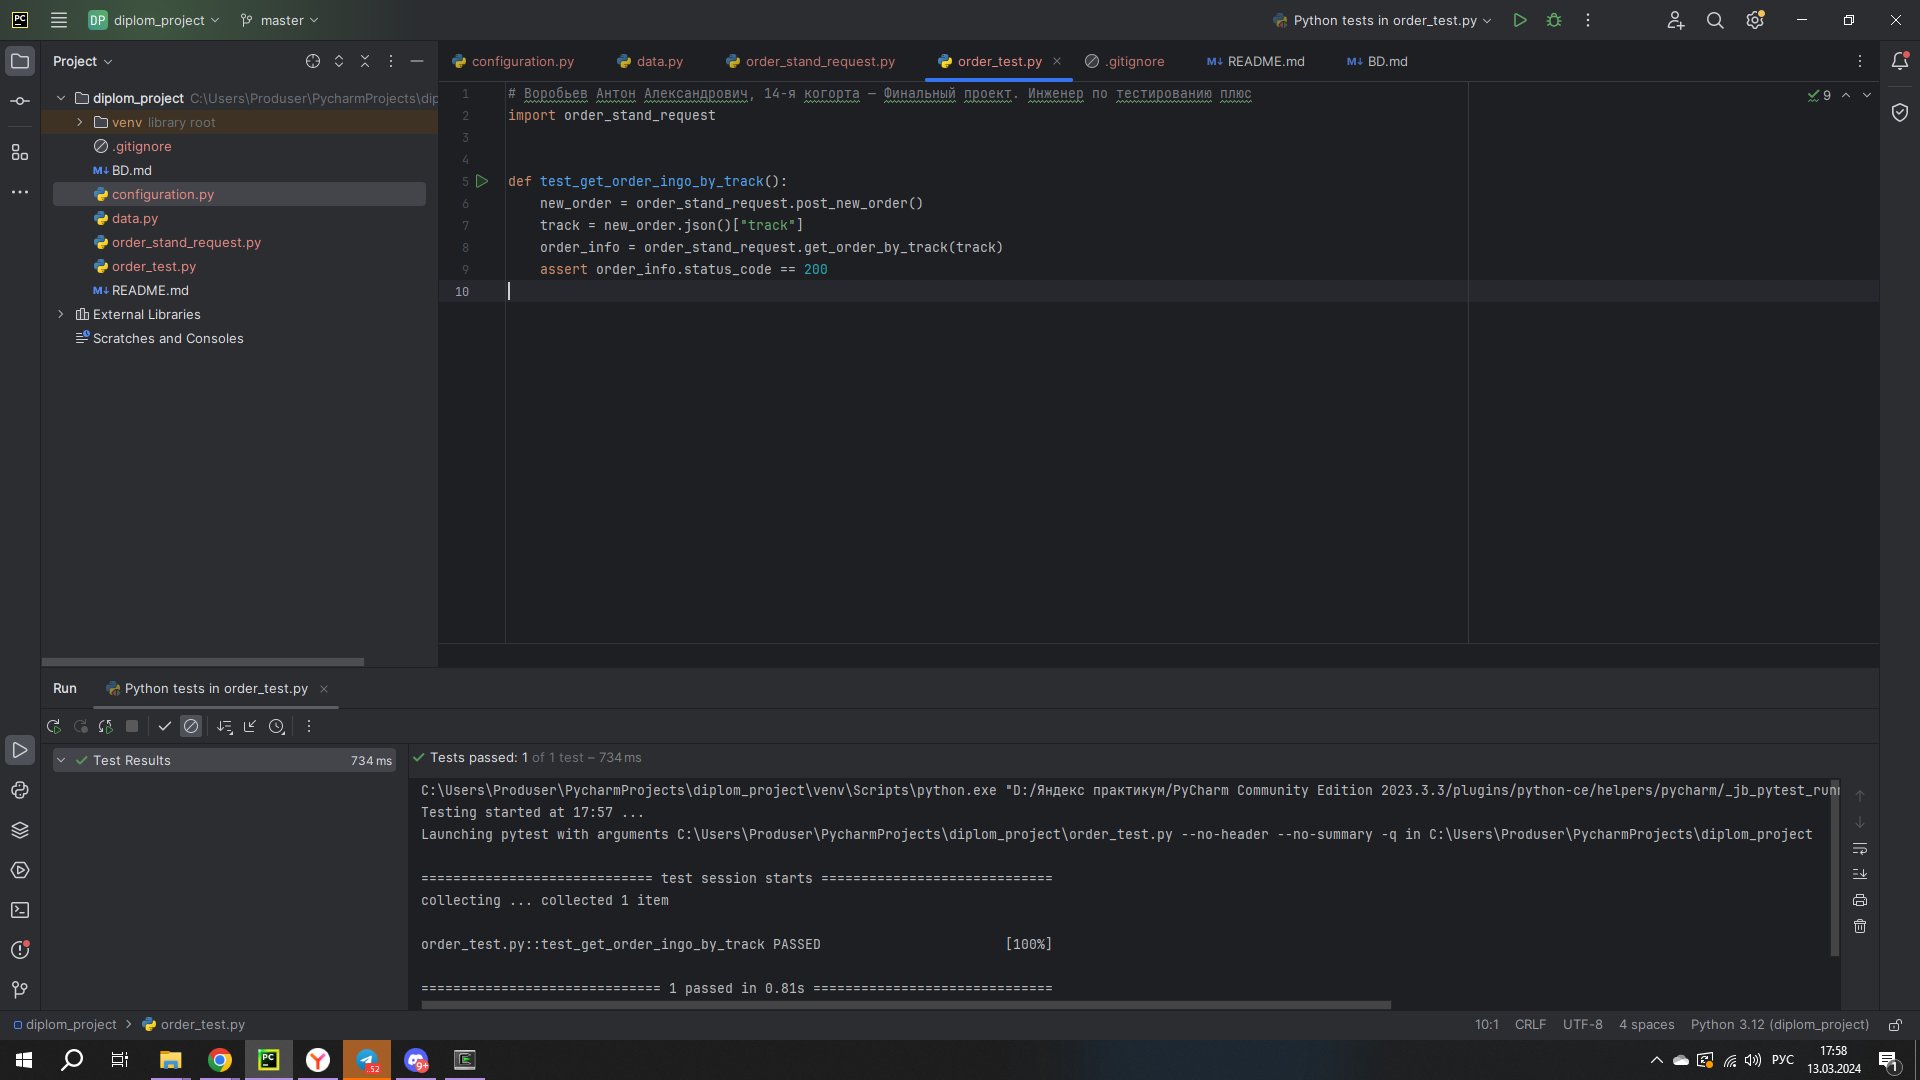 PC DP diplom_project master Python tests in order_test.py
Project
configuration.py data.py order_stand_request.py order_test.py .gitignore M↓ README.md M↓ BD.md
diplom_project C:\Users\Produser\PycharmProjects\dip
venv library root
.gitignore
M↓ BD.md
configuration.py
data.py
order_stand_request.py
order_test.py
M↓ README.md
External Libraries
Scratches and Consoles
1 # Воробьев Антон Александрович, 14-я когорта — Финальный проект. Инженер по тестированию плюс
9
2 import order_stand_request
3
4
5 def test_get_order_ingo_by_track():
6 new_order = order_stand_request.post_new_order()
7 track = new_order.json()["track"]
8 order_info = order_stand_request.get_order_by_track(track)
9 assert order_info.status_code == 200
10
Run Python tests in order_test.py
Test Results 734 ms
Tests passed: 1 of 1 test – 734 ms
C:\Users\Produser\PycharmProjects\diplom_project\venv\Scripts\python.exe "D:/Яндекс практикум/PyCharm Community Edition 2023.3.3/plugins/python-ce/helpers/pycharm/_jb_pytest_runn
Testing started at 17:57 ...
Launching pytest with arguments C:\Users\Produser\PycharmProjects\diplom_project\order_test.py --no-header --no-summary -q in C:\Users\Produser\PycharmProjects\diplom_project
============================= test session starts =============================
collecting ... collected 1 item
order_test.py::test_get_order_ingo_by_track PASSED [100%]
============================== 1 passed in 0.81s ==============================
diplom_project > order_test.py
10:1 CRLF UTF-8 4 spaces Python 3.12 (diplom_project)
PC
..52
9+
РУС
17:58
13.03.2024
1